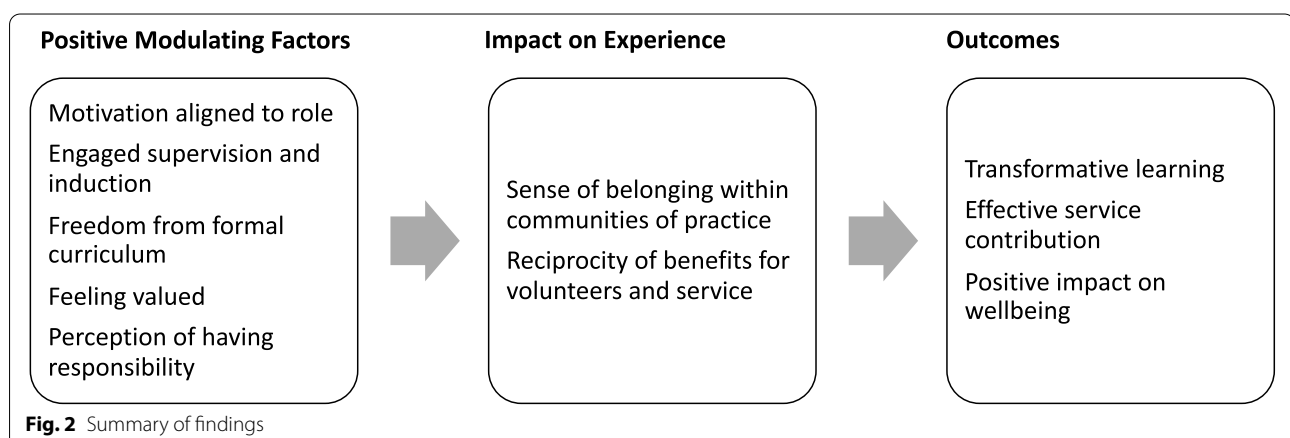 Positive Modulating Factors
Motivation aligned to role
Engaged supervision and
induction
Freedom from formal
curriculum
Feeling valued
Perception of having
responsibility
Impact on Experience
Sense of belonging within
communities of practice
Reciprocity of benefits for
volunteers and service
Outcomes
Transformative learning
Effective service
contribution
Positive impact on
wellbeing
Fig. 2 Summary of findings